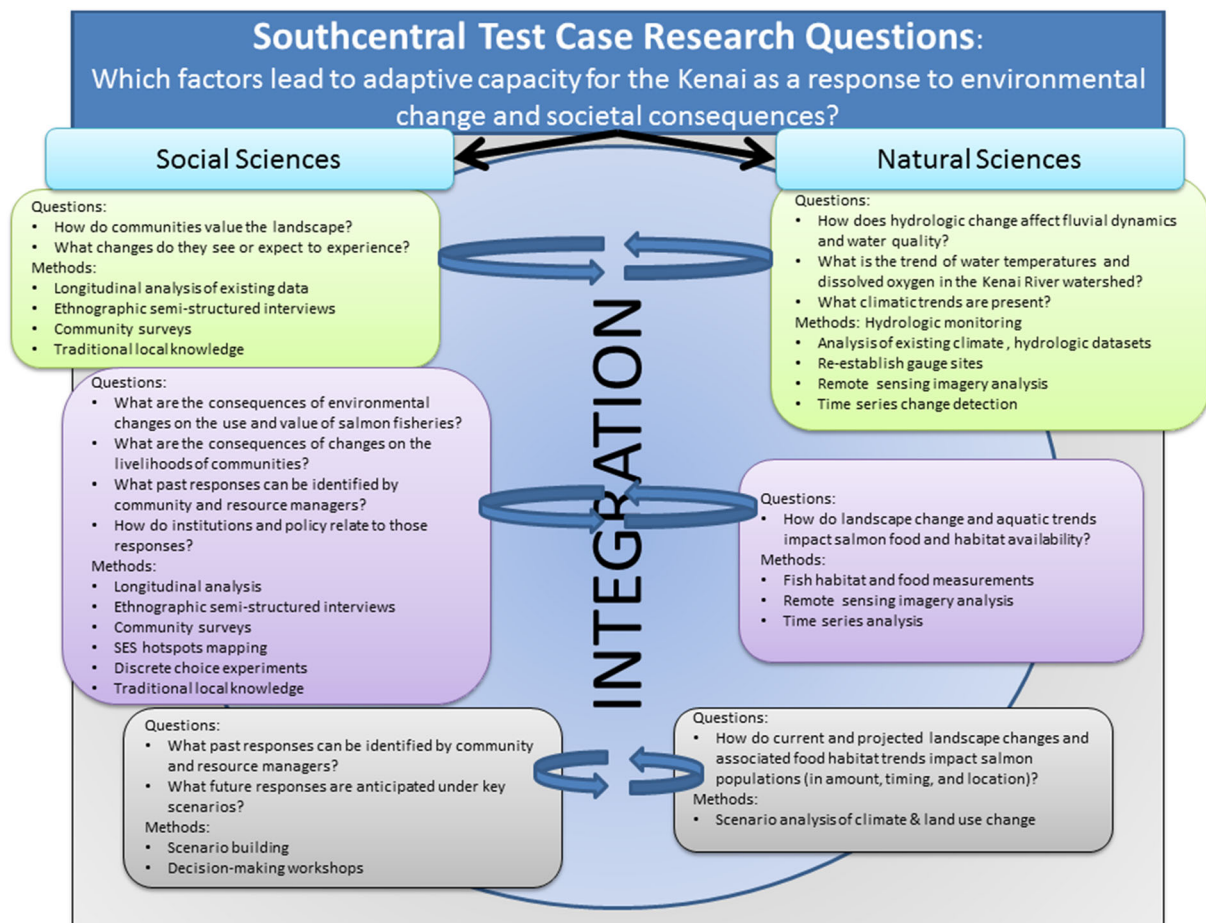 Southcentral Test Case Research Questions:
Which factors lead to adaptive capacity for the Kenai as a response to environmental
change and societal consequences?
Social Sciences
Natural Sciences
Questions:
• How do communities value the landscape?
• What changes do they see or expect to experience?
Methods:
• Longitudinal analysis of existing data
• Ethnographic semi-structured interviews
• Community surveys
• Traditional local knowledge
Questions:
• How does hydrologic change affect fluvial dynamics
and water quality?
• What is the trend of water temperatures and
dissolved oxygen in the Kenai River watershed?
• What climatic trends are present?
Methods: Hydrologic monitoring
• Analysis of existing climate, hydrologic datasets
• Re-establish gauge sites
• Remote sensing imagery analysis
• Time series change detection
INTEGRATION
Questions:
• What are the consequences of environmental
changes on the use and value of salmon fisheries?
• What are the consequences of changes on the
livelihoods of communities?
• What past responses can be identified by
community and resource managers?
• How do institutions and policy relate to those
responses?
Methods:
• Longitudinal analysis
• Ethnographic semi-structured interviews
• Community surveys
• SES hotspots mapping
• Discrete choice experiments
• Traditional local knowledge
Questions:
• How do landscape change and aquatic trends
impact salmon food and habitat availability?
Methods:
• Fish habitat and food measurements
• Remote sensing imagery analysis
• Time series analysis
Questions:
• What past responses can be identified by community
and resource managers?
• What future responses are anticipated under key
scenarios?
Methods:
• Scenario building
• Decision-making workshops
Questions:
• How do current and projected landscape changes and
associated food habitat trends impact salmon
populations (in amount, timing, and location)?
Methods:
• Scenario analysis of climate & land use change